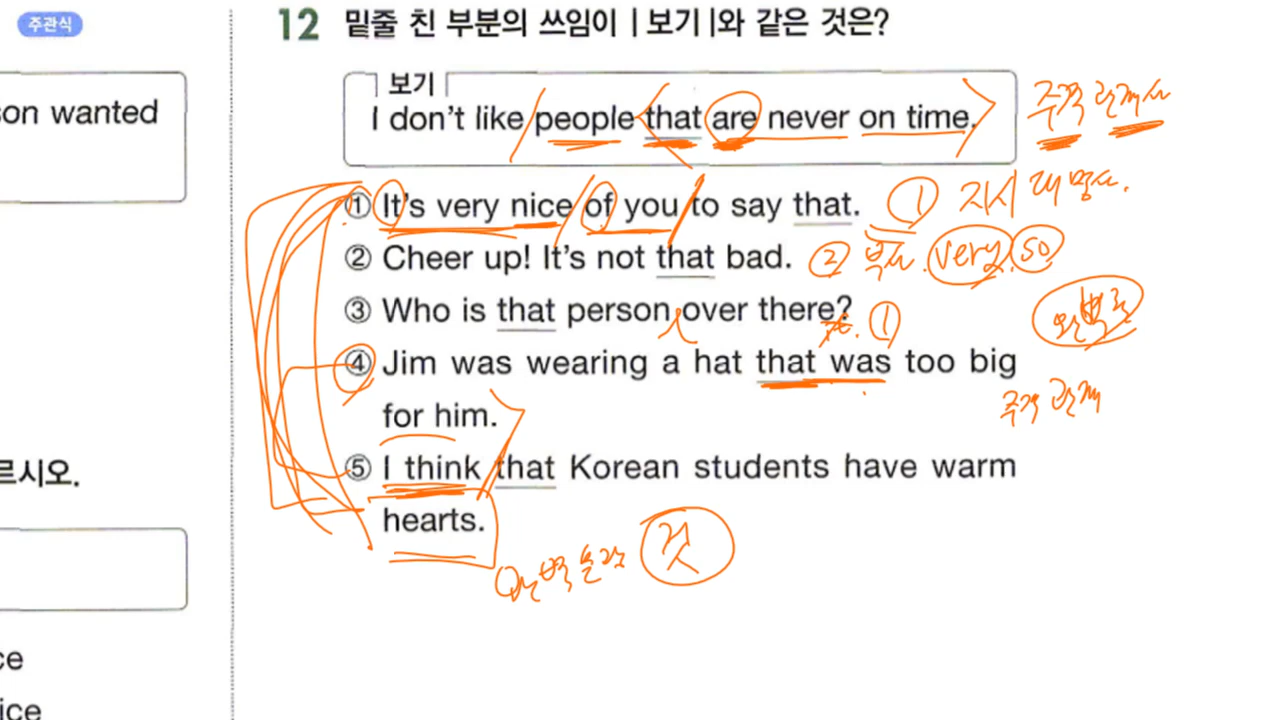 주관식
son wanted
르시오.
ce
ice
12 밑줄 친 부분의 쓰임이 | 보기 |와 같은 것은?
보기
I don't like people that are never on time.
주격 관계사
① It's very nice of you to say that.
① 지시대명사.
② Cheer up! It's not that bad.
② 부사. very, so
③ Who is that person over there?
①
④ Jim was wearing a hat that was too big
for him.
주격 관계
⑤ I think that Korean students have warm
hearts.
것